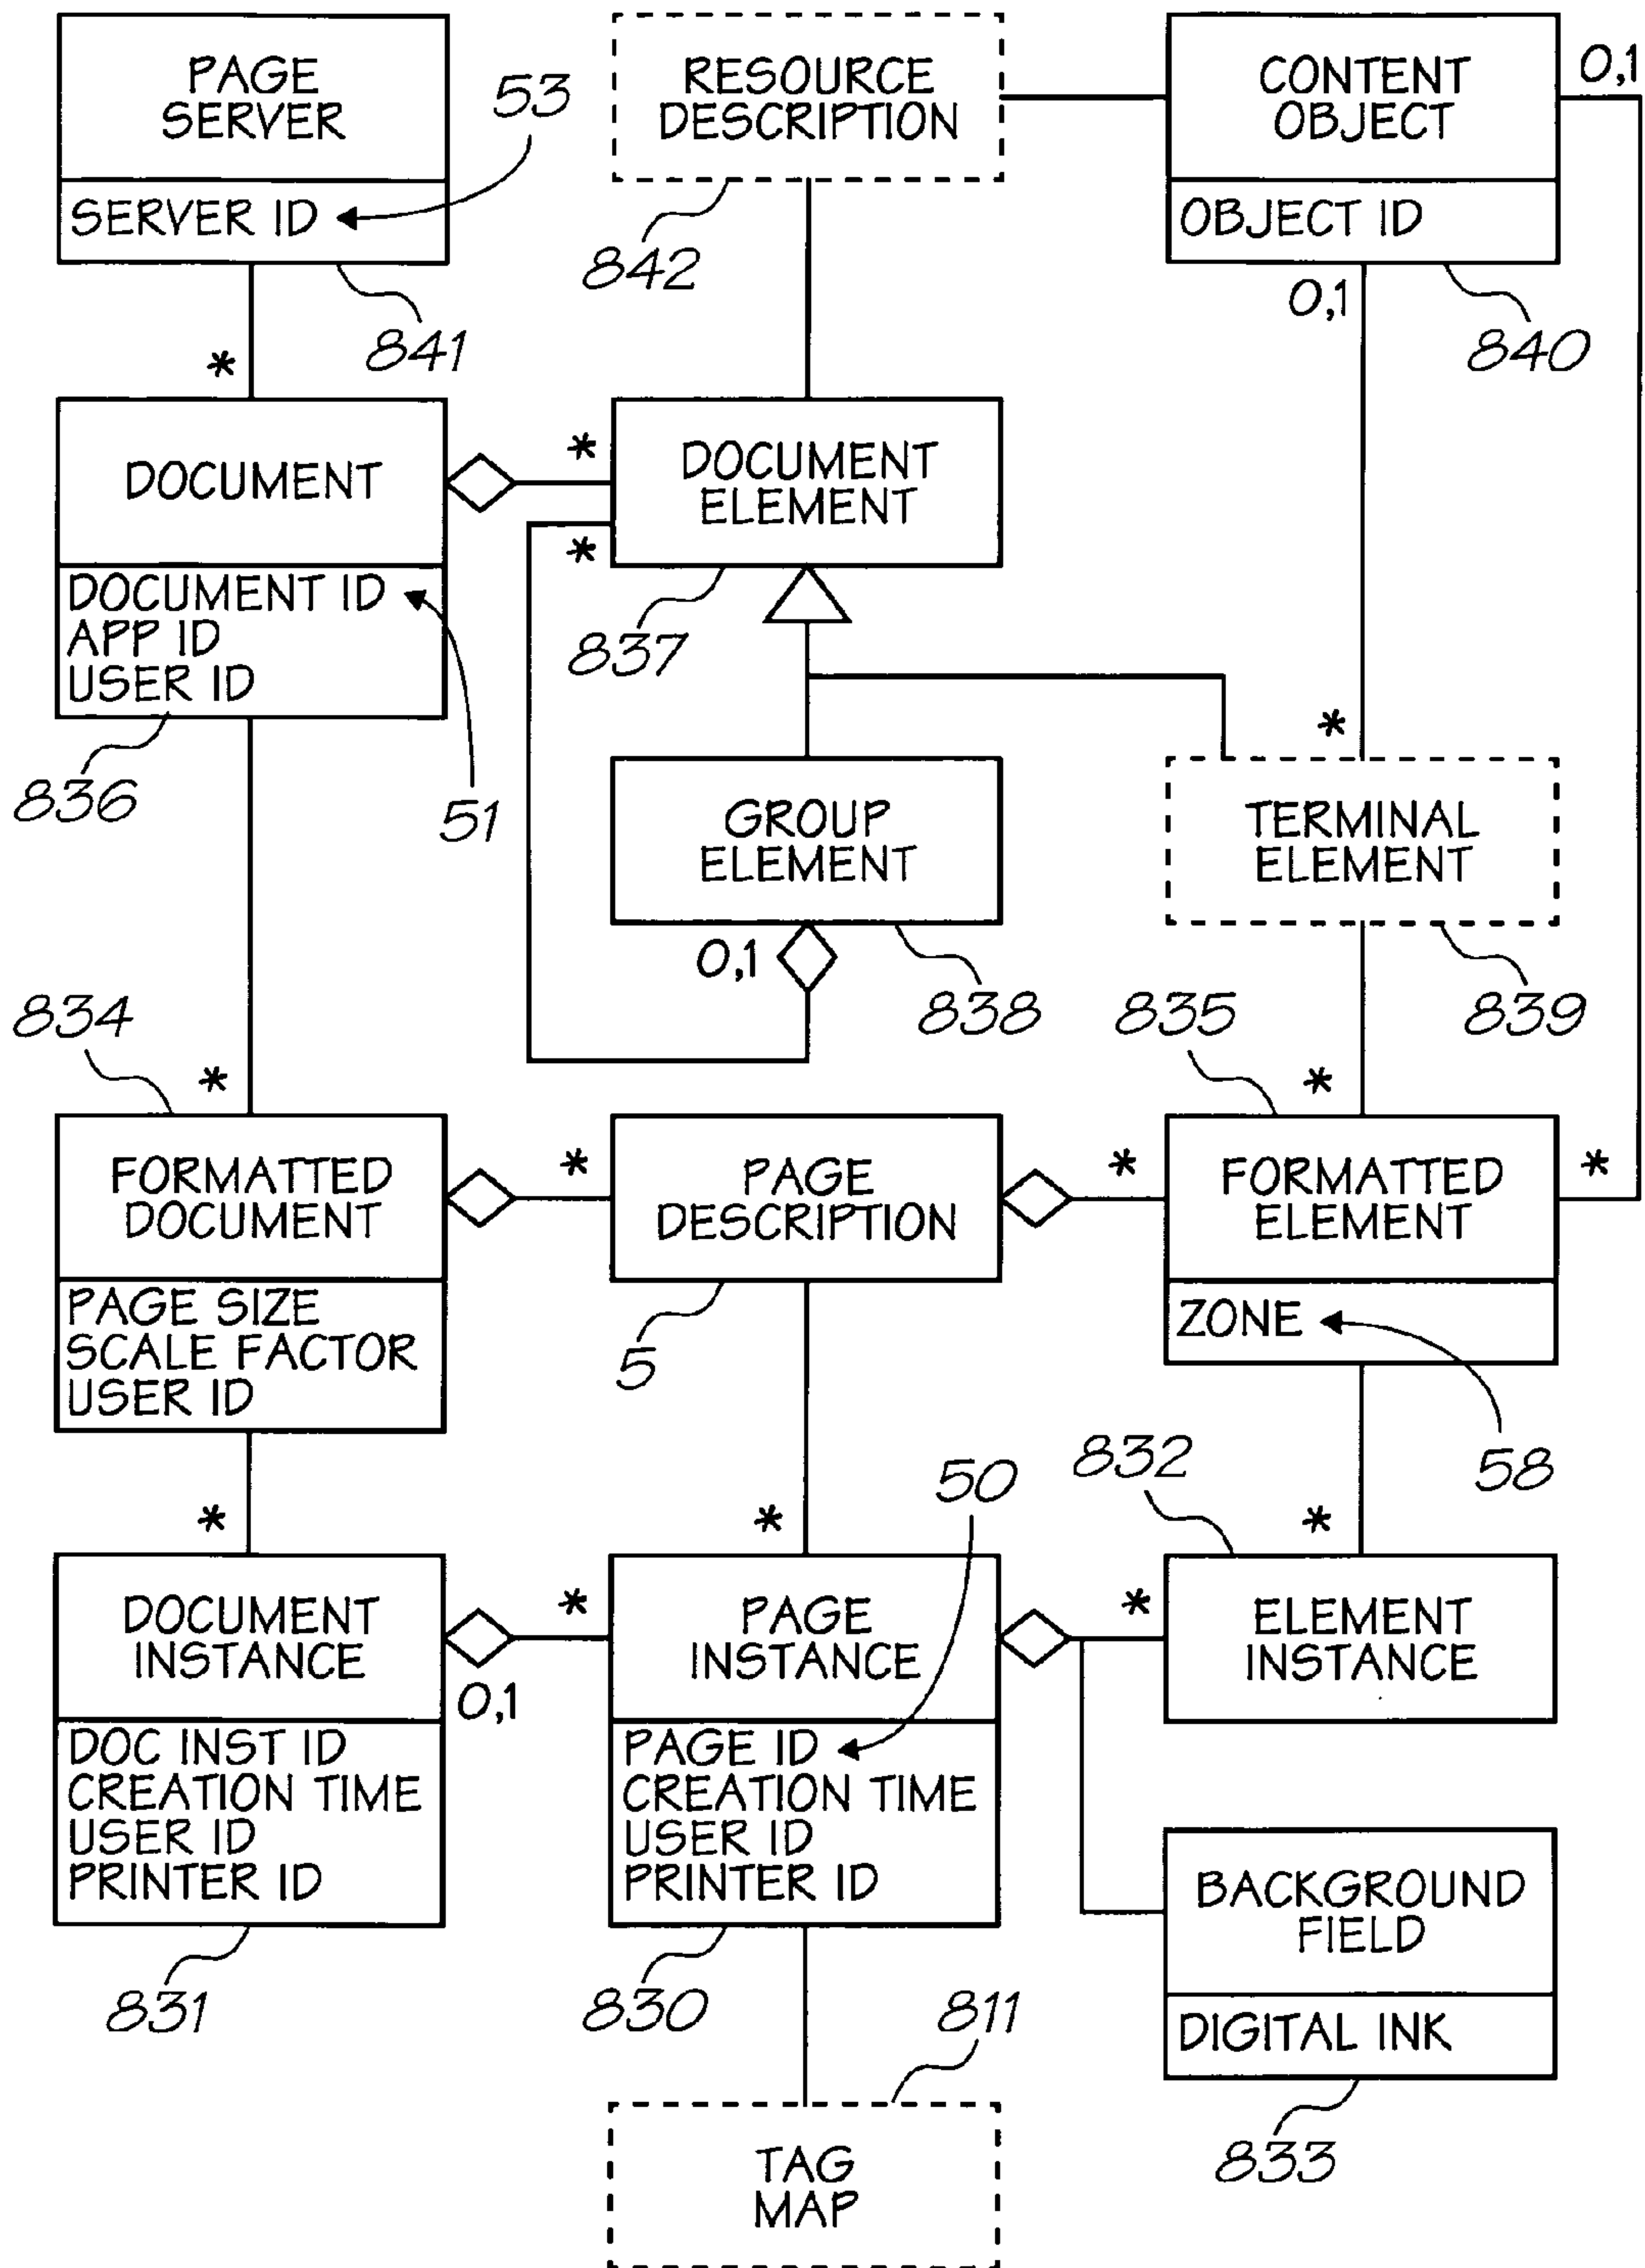 PAGE
SERVER
SERVER ID
53
841
RESOURCE
DESCRIPTION
842
CONTENT
OBJECT
OBJECT ID
0,1
0,1
840
*
DOCUMENT
DOCUMENT ID
APP ID
USER ID
836
51
*
*
DOCUMENT
ELEMENT
837
GROUP
ELEMENT
0,1
838
*
TERMINAL
ELEMENT
839
834
*
FORMATTED
DOCUMENT
PAGE SIZE
SCALE FACTOR
USER ID
*
PAGE
DESCRIPTION
5
835
*
*
FORMATTED
ELEMENT
*
ZONE
58
*
DOCUMENT
INSTANCE
DOC INST ID
CREATION TIME
USER ID
PRINTER ID
831
0,1
*
*
50
PAGE
INSTANCE
PAGE ID
CREATION TIME
USER ID
PRINTER ID
830
832
*
*
ELEMENT
INSTANCE
BACKGROUND
FIELD
DIGITAL INK
833
811
TAG
MAP